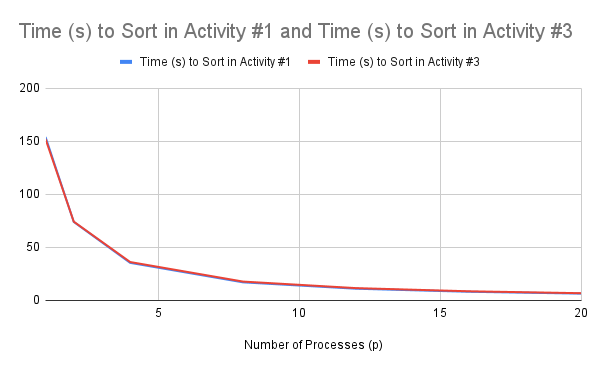 Time (s) to Sort in Activity #1 and Time (s) to Sort in Activity #3
Time (s) to Sort in Activity #1 Time (s) to Sort in Activity #3
200
150
100
50
0
5 10 15 20
Number of Processes (p)